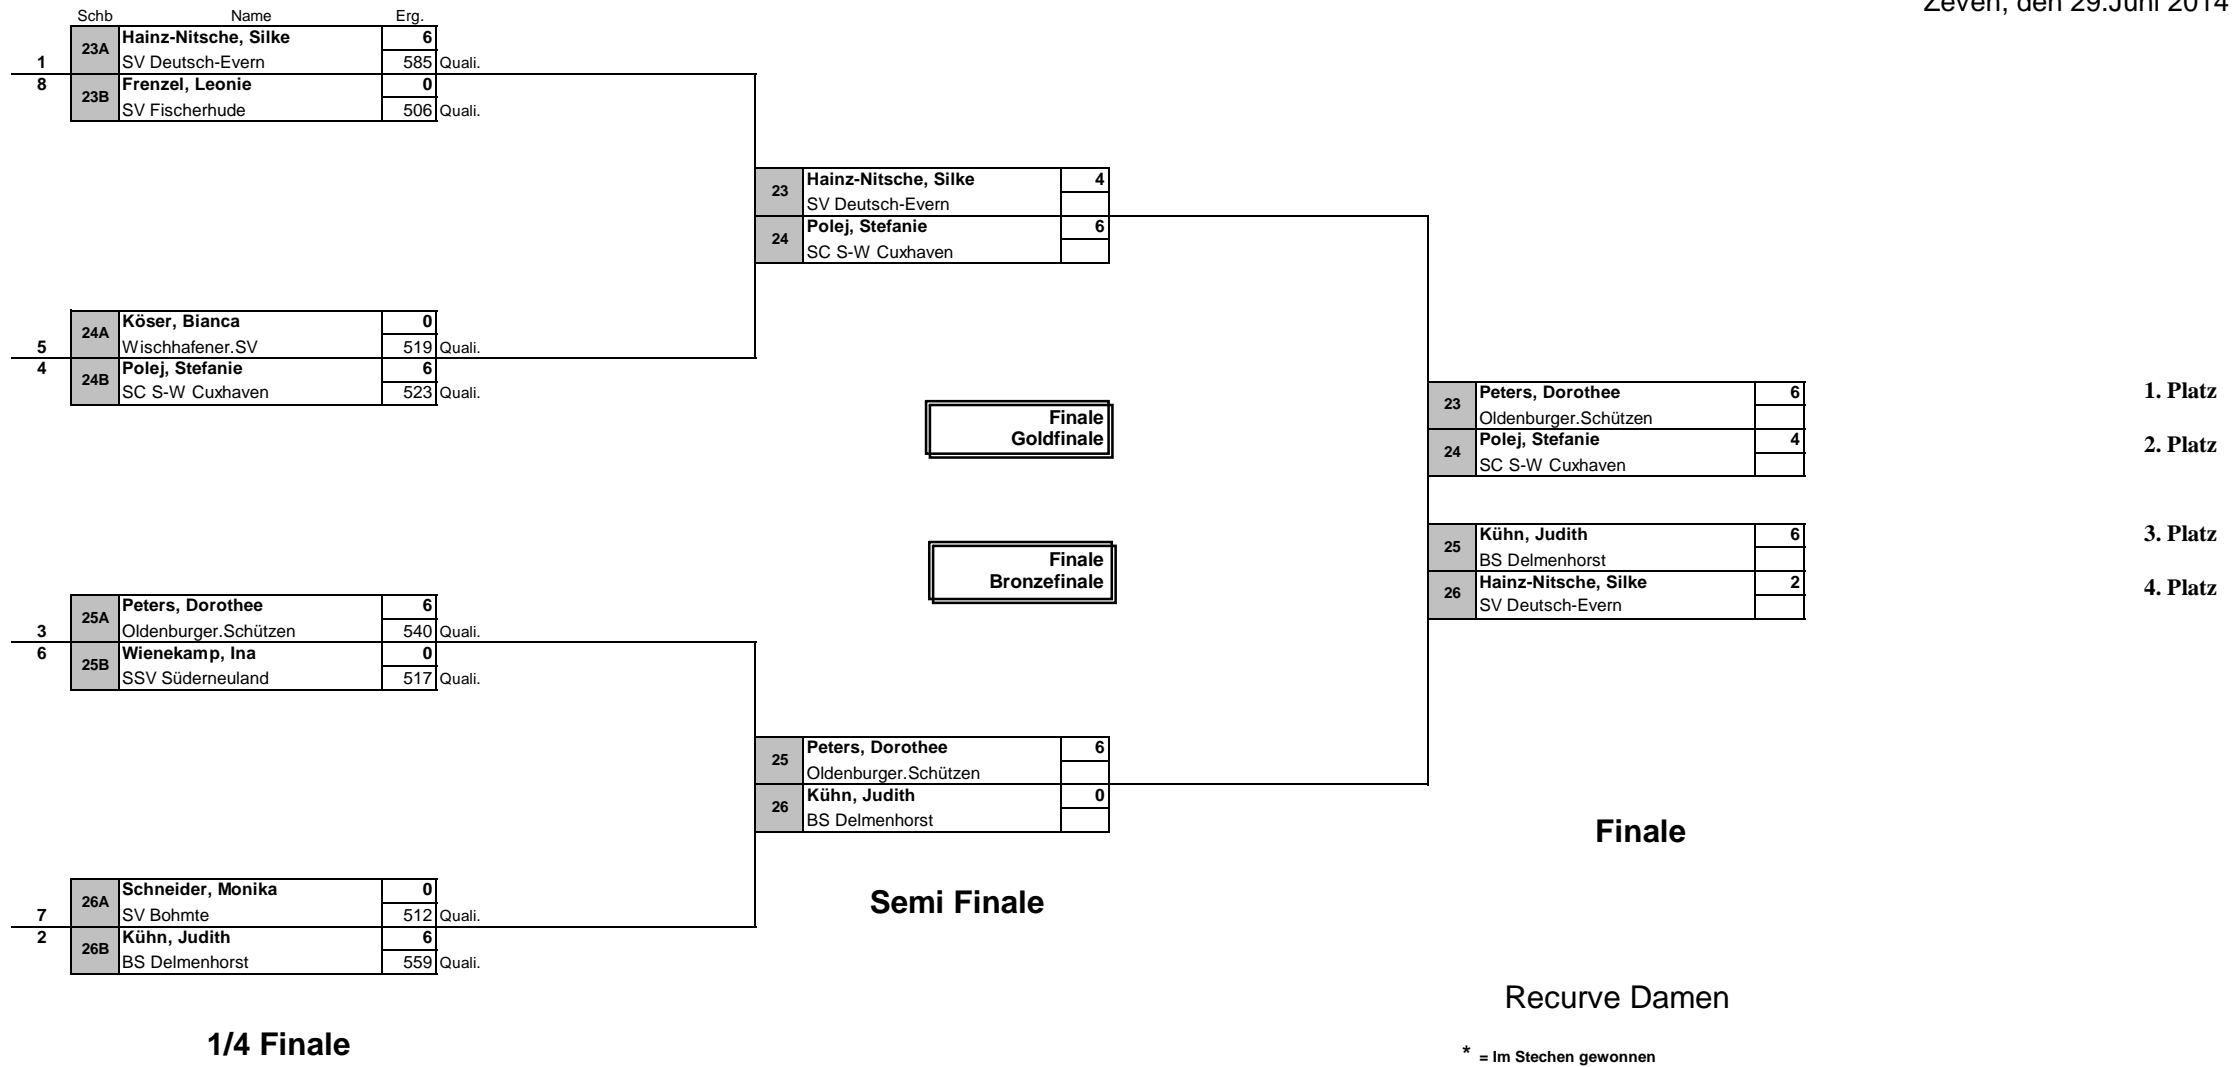 Zeven, den 29.Juni 2014
Schb Name Erg.
23A Hainz-Nitsche, Silke 6
1 SV Deutsch-Evern 585 Quali.
8 23B Frenzel, Leonie 0
SV Fischerhude 506 Quali.
23 Hainz-Nitsche, Silke 4
SV Deutsch-Evern
24 Polej, Stefanie 6
SC S-W Cuxhaven
24A Köser, Bianca 0
5 Wischhafener.SV 519 Quali.
4 24B Polej, Stefanie 6
SC S-W Cuxhaven 523 Quali.
Finale
Goldfinale
23 Peters, Dorothee 6 1. Platz
Oldenburger.Schützen
24 Polej, Stefanie 4 2. Platz
SC S-W Cuxhaven
Finale
Bronzefinale
25 Kühn, Judith 6 3. Platz
BS Delmenhorst
26 Hainz-Nitsche, Silke 2 4. Platz
SV Deutsch-Evern
25A Peters, Dorothee 6
3 Oldenburger.Schützen 540 Quali.
6 25B Wienekamp, Ina 0
SSV Süderneuland 517 Quali.
25 Peters, Dorothee 6
Oldenburger.Schützen
26 Kühn, Judith 0
BS Delmenhorst
Finale
26A Schneider, Monika 0
7 SV Bohmte 512 Quali.
2 26B Kühn, Judith 6
BS Delmenhorst 559 Quali.
Semi Finale
Recurve Damen
1/4 Finale
* = Im Stechen gewonnen